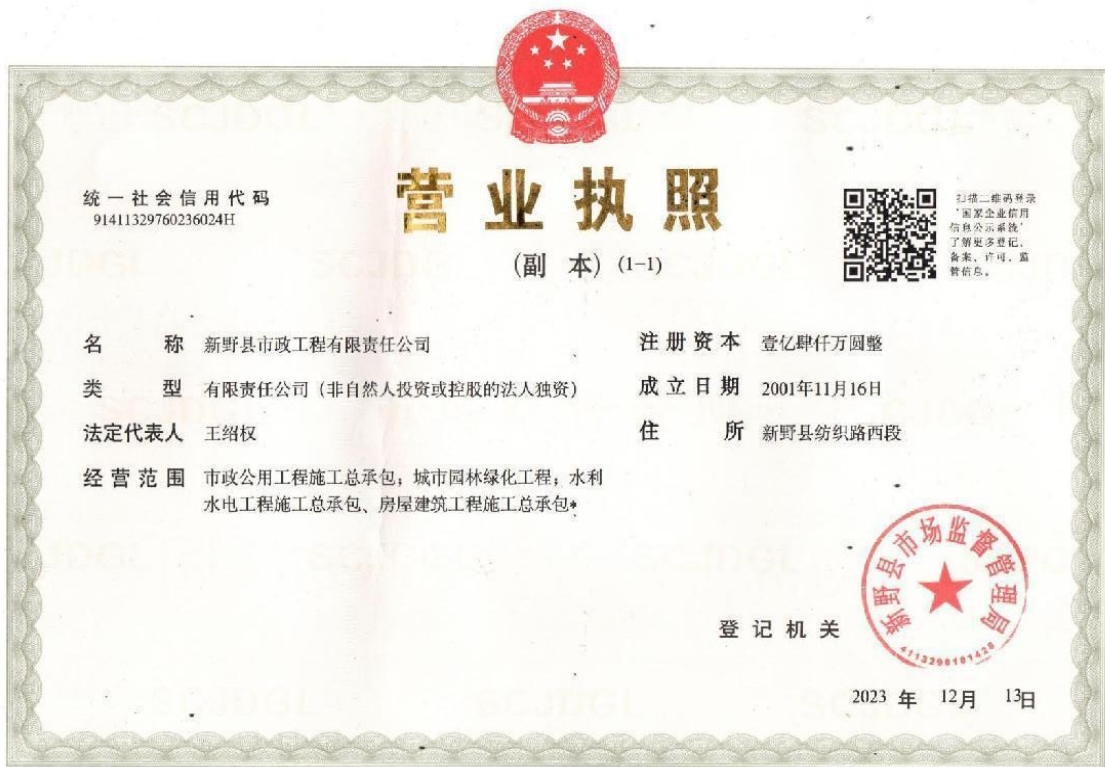 营业执照
(副 本) (1-1)
统一社会信用代码
91411329760236024H
扫描二维码登录
"国家企业信用
信息公示系统"
了解更多登记、
备案、许可、监
管信息。
名 称 新野县市政工程有限责任公司
类 型 有限责任公司（非自然人投资或控股的法人独资）
法定代表人 王绍权
经营范围 市政公用工程施工总承包；城市园林绿化工程；水利
水电工程施工总承包、房屋建筑工程施工总承包*
注册资本 壹亿肆仟万圆整
成立日期 2001年11月16日
住 所 新野县纺织路西段
登记机关
新野县市场监督管理局
2023 年 12月 13日
SCJDGL